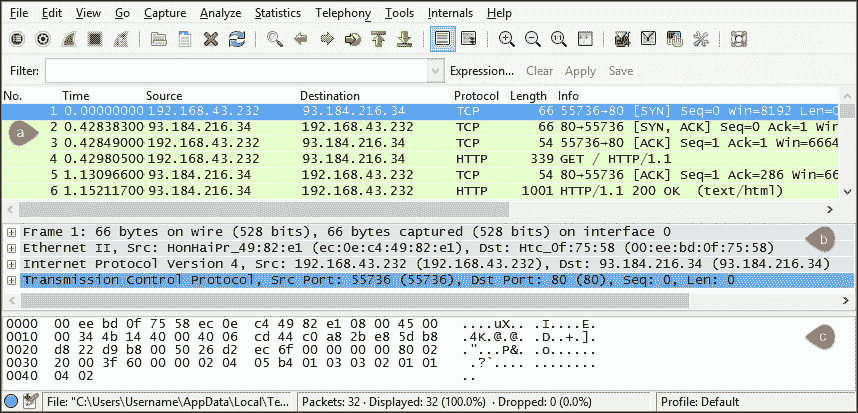 File Edit View Go Capture Analyze Statistics Telephony Tools Internals Help
Filter: Expression... Clear Apply Save
No. Time Source Destination Protocol Length Info
1 0.00000000 192.168.43.232 93.184.216.34 TCP 66 55736→80 [SYN] Seq=0 Win=8192 Len=0
a
2 0.42838300 93.184.216.34 192.168.43.232 TCP 66 80→55736 [SYN, ACK] Seq=0 Ack=1 Win
3 0.42849000 192.168.43.232 93.184.216.34 TCP 54 55736→80 [ACK] Seq=1 Ack=1 Win=6664
4 0.42980500 192.168.43.232 93.184.216.34 HTTP 339 GET / HTTP/1.1
5 1.13096600 93.184.216.34 192.168.43.232 TCP 54 80→55736 [ACK] Seq=1 Ack=286 Win=66
6 1.15211700 93.184.216.34 192.168.43.232 HTTP 1001 HTTP/1.1 200 OK (text/html)
Frame 1: 66 bytes on wire (528 bits), 66 bytes captured (528 bits) on interface 0
b
Ethernet II, Src: HonHaiPr_49:82:e1 (ec:0e:c4:49:82:e1), Dst: Htc_0f:75:58 (00:ee:bd:0f:75:58)
Internet Protocol Version 4, Src: 192.168.43.232 (192.168.43.232), Dst: 93.184.216.34 (93.184.216.34)
Transmission Control Protocol, Src Port: 55736 (55736), Dst Port: 80 (80), Seq: 0, Len: 0
0000 00 ee bd 0f 75 58 ec 0e c4 49 82 e1 08 00 45 00 ....uX.. .I....E.
0010 00 34 4b 14 40 00 40 06 cd 44 c0 a8 2b e8 5d b8 .4K.@.@. .D..+.].
c
0020 d8 22 d9 b8 00 50 26 d2 ec 6f 00 00 00 00 80 02 ."...P&. .o......
0030 20 00 3f 60 00 00 02 04 05 b4 01 03 03 02 01 01 .?`.... ........
0040 04 02 ..
File: "C:\Users\Username\AppData\Local\Te... Packets: 32 · Displayed: 32 (100.0%) · Dropped: 0 (0.0%) Profile: Default